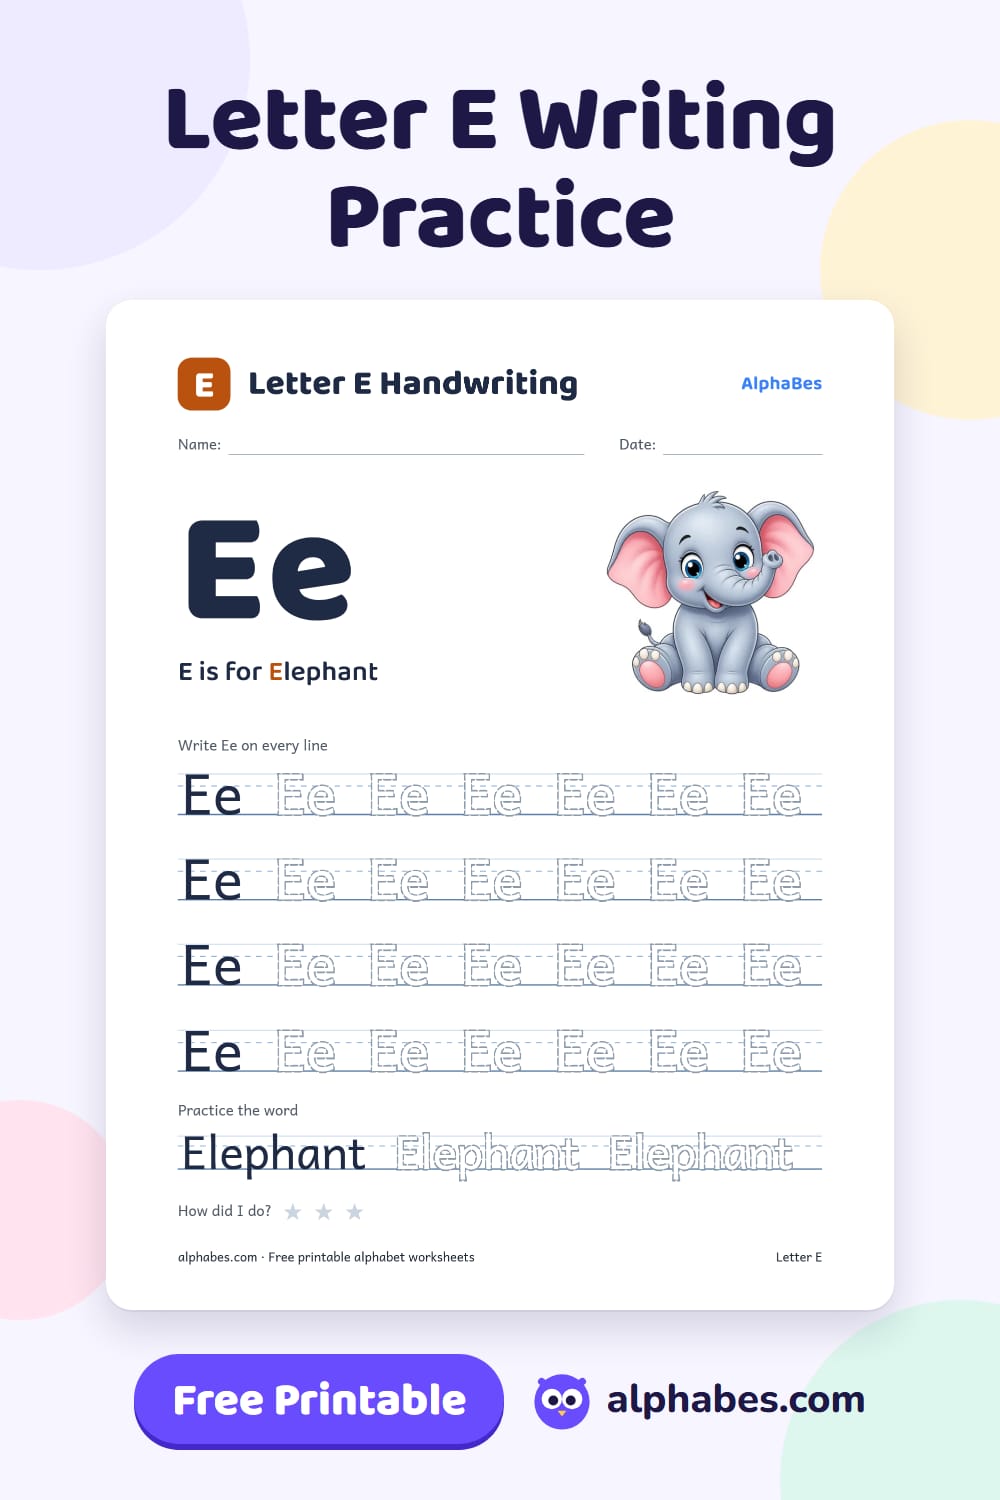 Letter E Writing
Practice
E Letter E Handwriting AlphaBes
Name: Date:
Ee
E is for Elephant
Write Ee on every line
Ee Ee Ee Ee Ee Ee Ee
Ee Ee Ee Ee Ee Ee Ee
Ee Ee Ee Ee Ee Ee Ee
Ee Ee Ee Ee Ee Ee Ee
Practice the word
Elephant Elephant Elephant
How did I do? ★ ★ ★
alphabes.com · Free printable alphabet worksheets Letter E
Free Printable alphabes.com